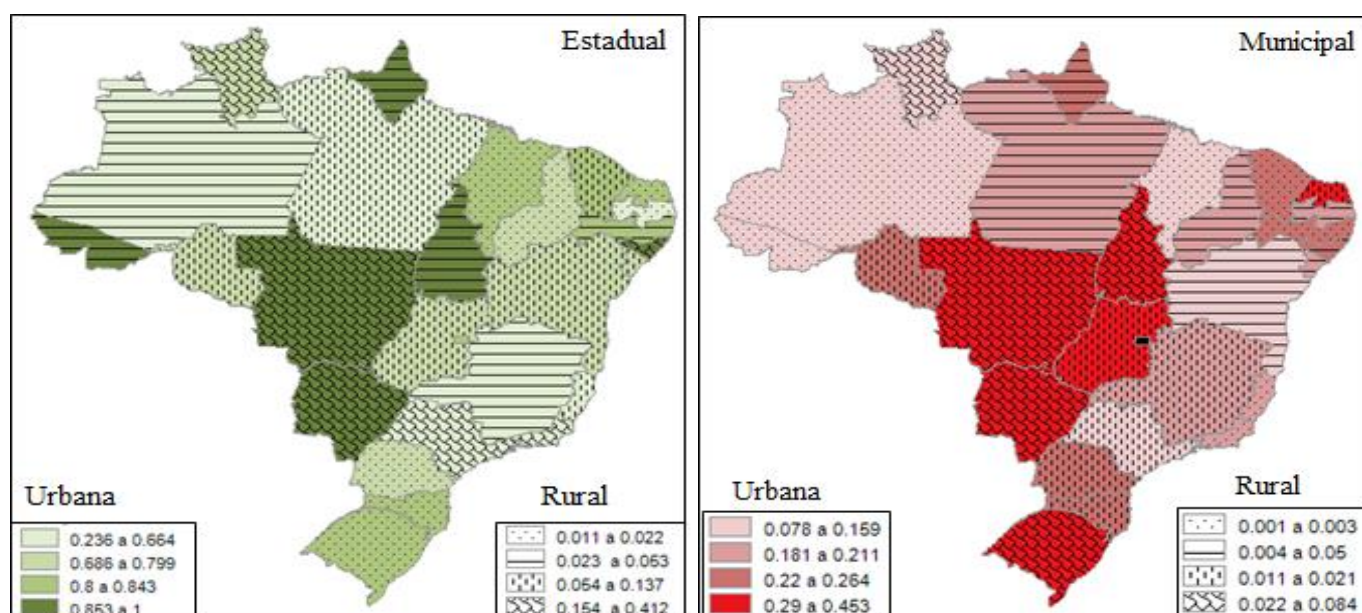 Estadual
Urbana
0.236 a 0.664
0.686 a 0.799
0.8 a 0.843
0.853 a 1
Rural
0.011 a 0.022
0.023 a 0.053
0.054 a 0.137
0.154 a 0.412
Municipal
Urbana
0.078 a 0.159
0.181 a 0.211
0.22 a 0.264
0.29 a 0.453
Rural
0.001 a 0.003
0.004 a 0.05
0.011 a 0.021
0.022 a 0.084